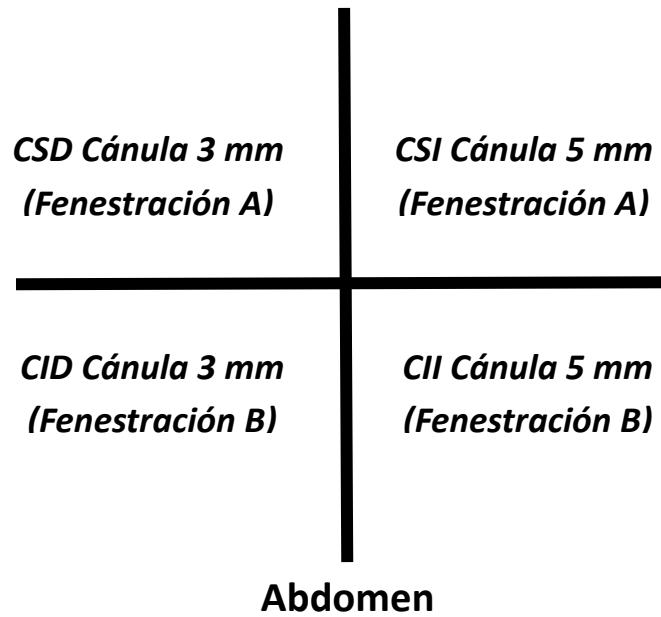 CSD Cánula 3 mm
(Fenestración A)
CSI Cánula 5 mm
(Fenestración A)
CID Cánula 3 mm
(Fenestración B)
CII Cánula 5 mm
(Fenestración B)
Abdomen